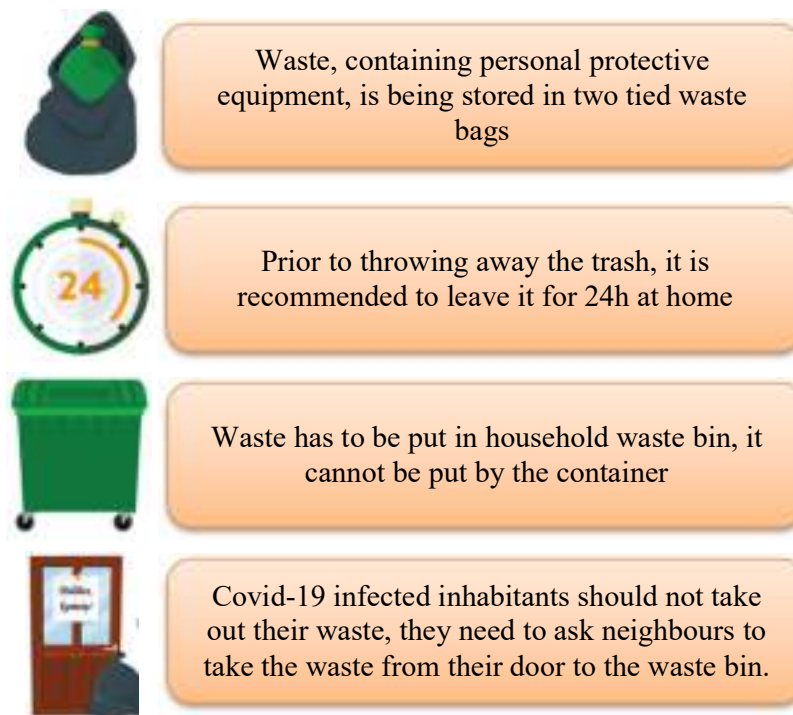 Waste, containing personal protective
equipment, is being stored in two tied waste
bags
24
Prior to throwing away the trash, it is
recommended to leave it for 24h at home
Waste has to be put in household waste bin, it
cannot be put by the container
Covid-19 infected inhabitants should not take
out their waste, they need to ask neighbours to
take the waste from their door to the waste bin.